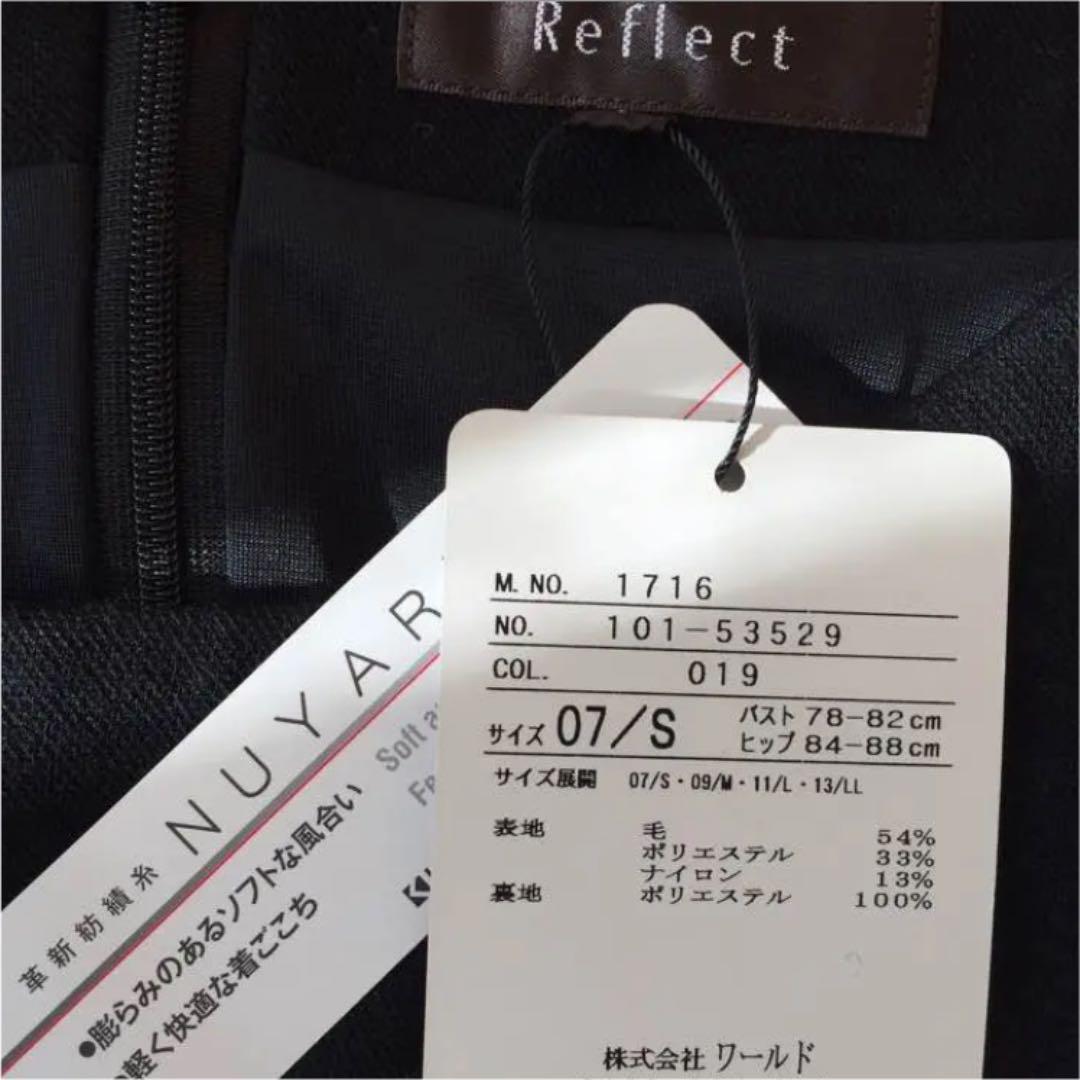 Reflect
M. NO. 1716
NO. 101-53529
COL. 019
サイズ 07/S バスト 78-82cm
ヒップ 84-88cm
サイズ展開 07/S・09/M・11/L・13/LL
表地 毛 54%
ポリエステル 33%
ナイロン 13%
裏地 ポリエステル 100%
株式会社 ワールド
革新紡績糸 NUYAR
Soft
●膨らみのあるソフトな風合い
軽く快適な着ごこち